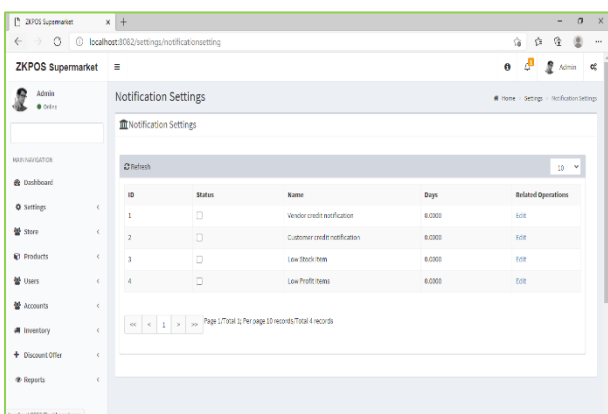 ZKPOS Supermarket
localhost:8082/settings/notificationsetting
ZKPOS Supermarket
Admin
Admin
Online
Notification Settings
Home - Settings - Notification Settings
Notification Settings
MAIN NAVIGATION
Refresh
10
Dashboard
ID Status Name Days Related Operations
Settings
1 Vendor credit notification 0.0000 Edit
Store
2 Customer credit notification 0.0000 Edit
Products
3 Low Stock Item 0.0000 Edit
Users
4 Low Profit Items 0.0000 Edit
Accounts
<< < 1 > >> Page 1/Total 1; Per page 10 records/Total 4 records
Inventory
Discount Offer
Reports